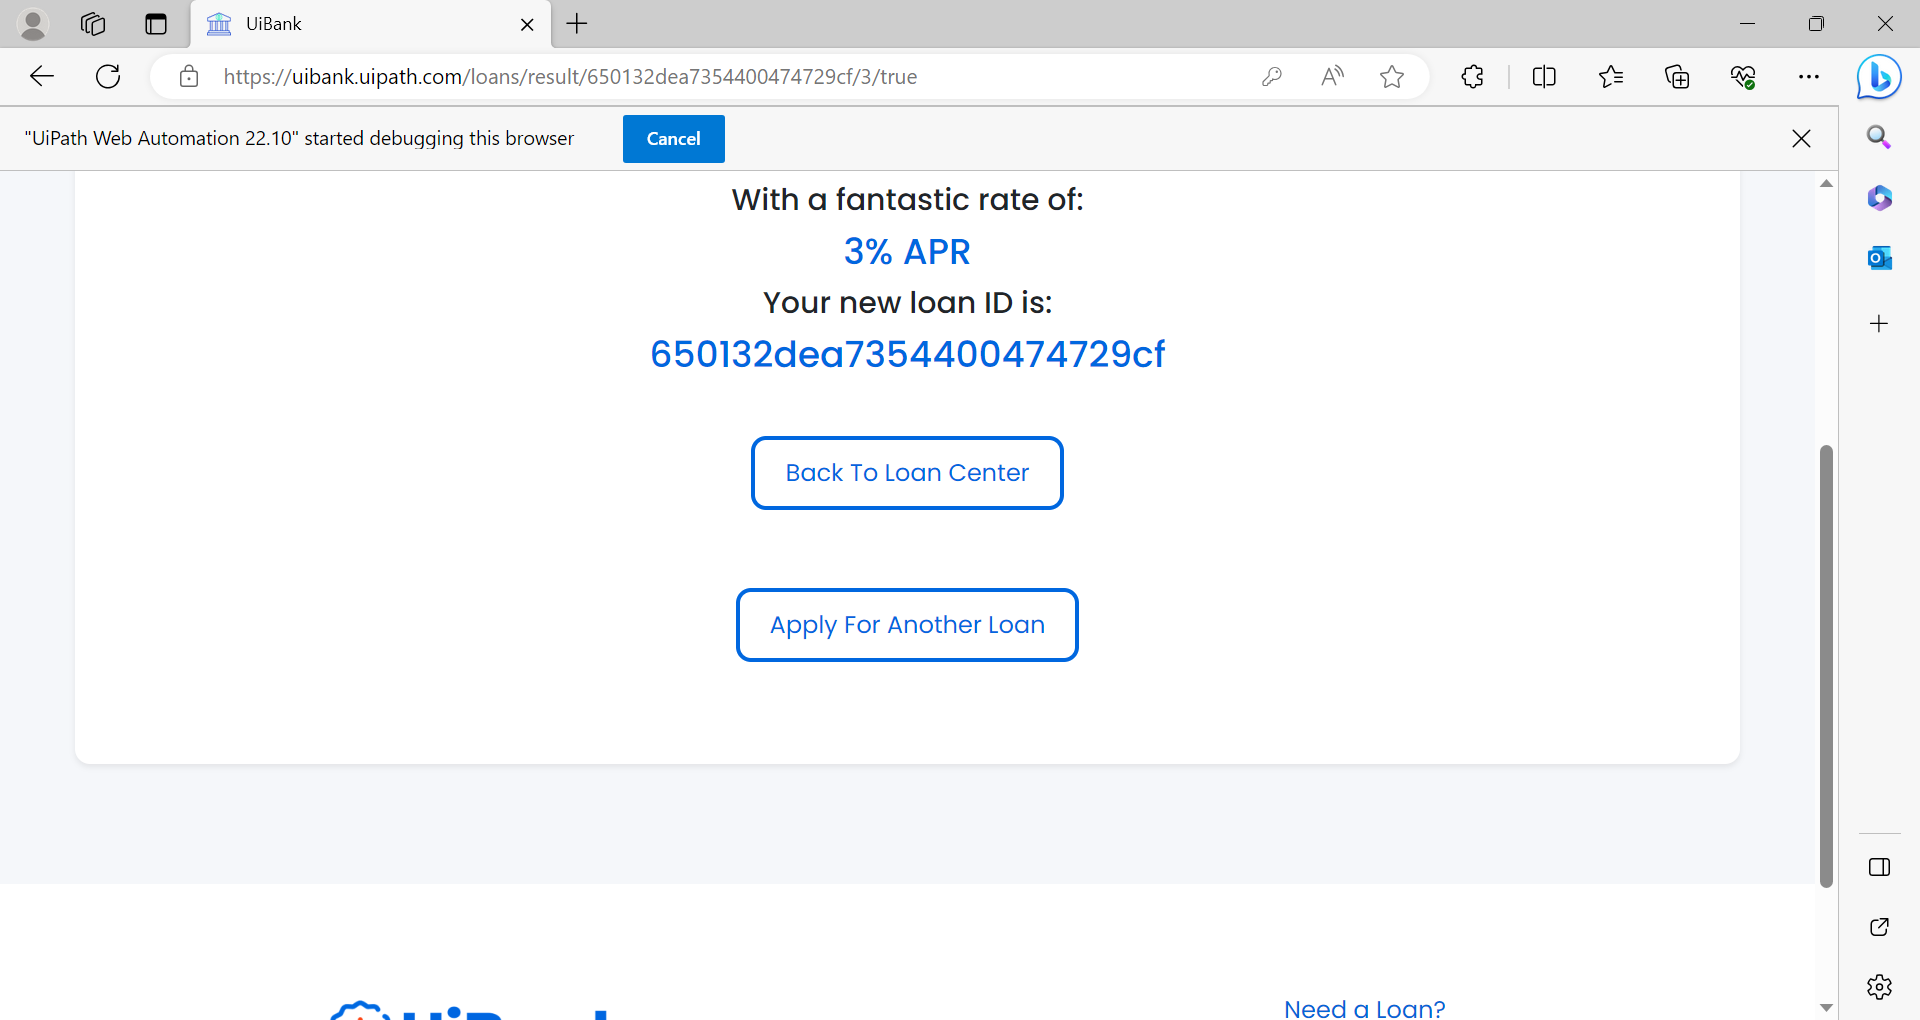 UiBank
https://uibank.uipath.com/loans/result/650132dea7354400474729cf/3/true
"UiPath Web Automation 22.10" started debugging this browser
Cancel
With a fantastic rate of:
3% APR
Your new loan ID is:
650132dea7354400474729cf
Back To Loan Center
Apply For Another Loan
Need a Loan?